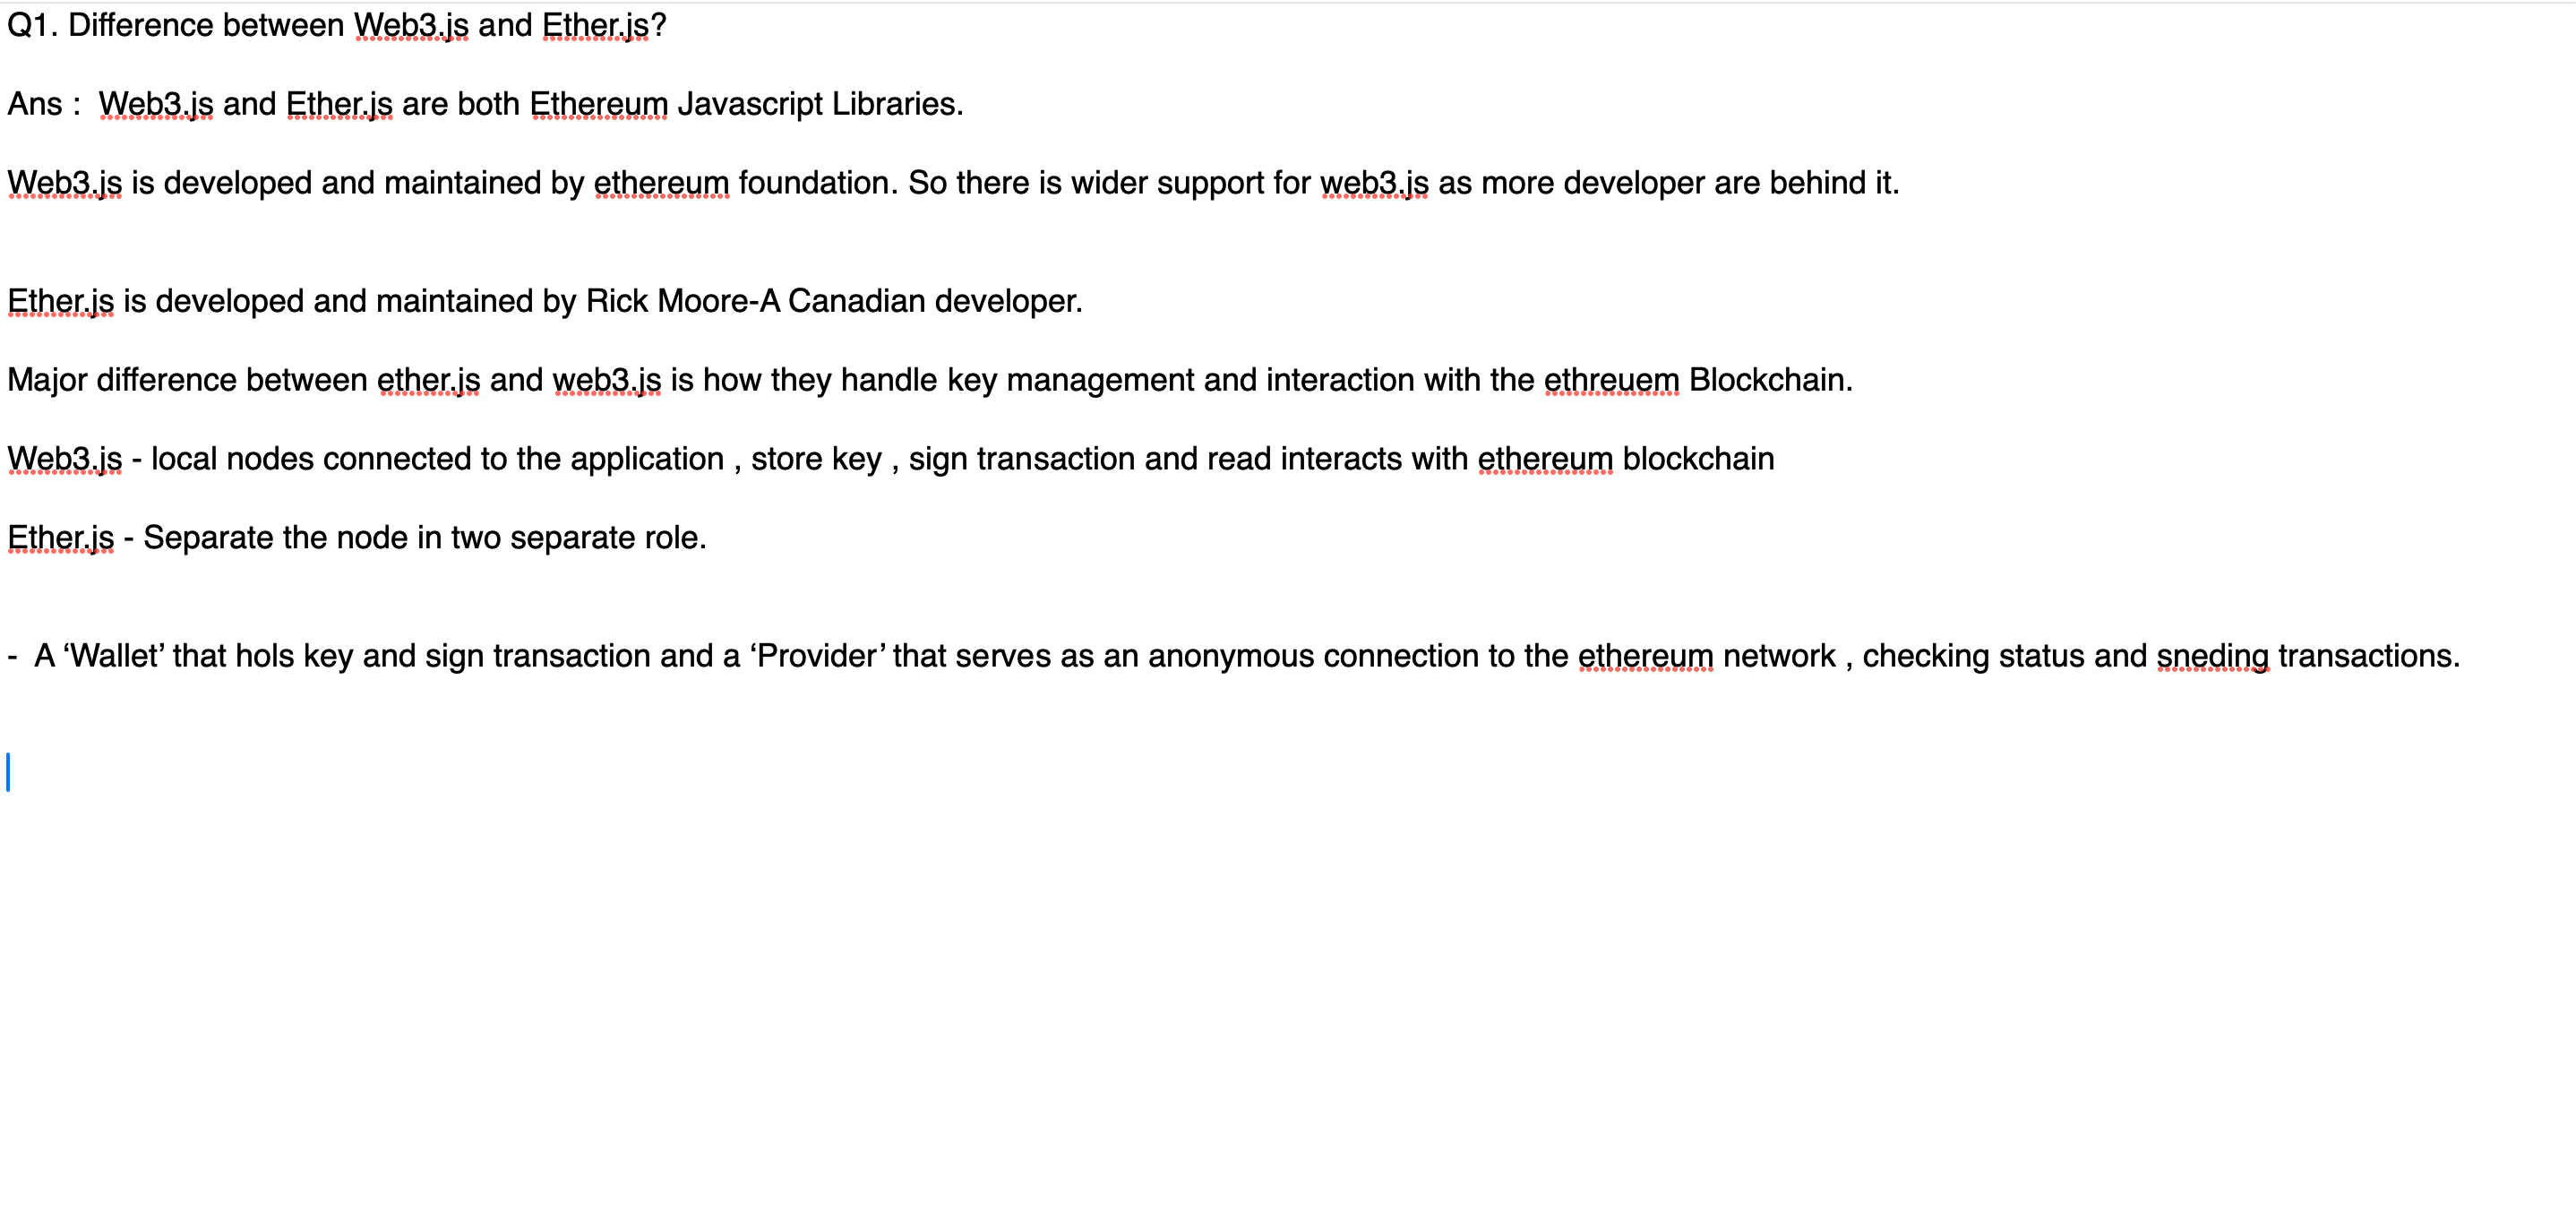 Q1. Difference between Web3.js and Ether.js?
Ans :  Web3.js and Ether.js are both Ethereum Javascript Libraries.
Web3.js is developed and maintained by ethereum foundation. So there is wider support for web3.js as more developer are behind it.
Ether.js is developed and maintained by Rick Moore-A Canadian developer.
Major difference between ether.js and web3.js is how they handle key management and interaction with the ethreuem Blockchain.
Web3.js - local nodes connected to the application , store key , sign transaction and read interacts with ethereum blockchain
Ether.js - Separate the node in two separate role.
-  A ‘Wallet’ that hols key and sign transaction and a ‘Provider’ that serves as an anonymous connection to the ethereum network , checking status and sneding transactions.